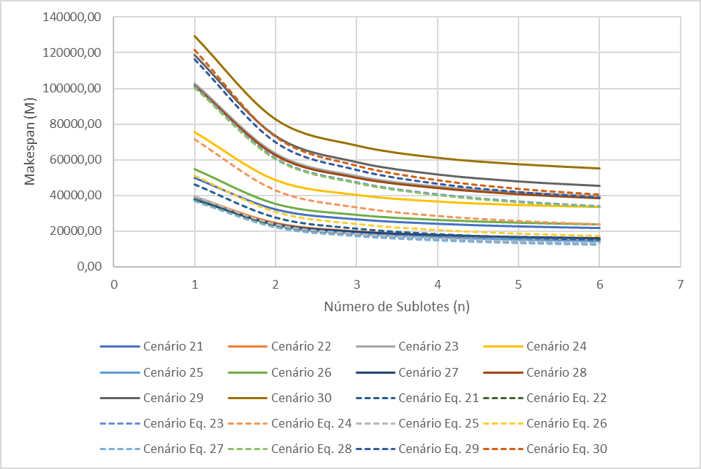 140000,00
120000,00
100000,00
80000,00
60000,00
40000,00
20000,00
0,00
Makespan (M)
0 1 2 3 4 5 6 7
Número de Sublotes (n)
Cenário 21 Cenário 22 Cenário 23 Cenário 24
Cenário 25 Cenário 26 Cenário 27 Cenário 28
Cenário 29 Cenário 30 Cenário Eq. 21 Cenário Eq. 22
Cenário Eq. 23 Cenário Eq. 24 Cenário Eq. 25 Cenário Eq. 26
Cenário Eq. 27 Cenário Eq. 28 Cenário Eq. 29 Cenário Eq. 30